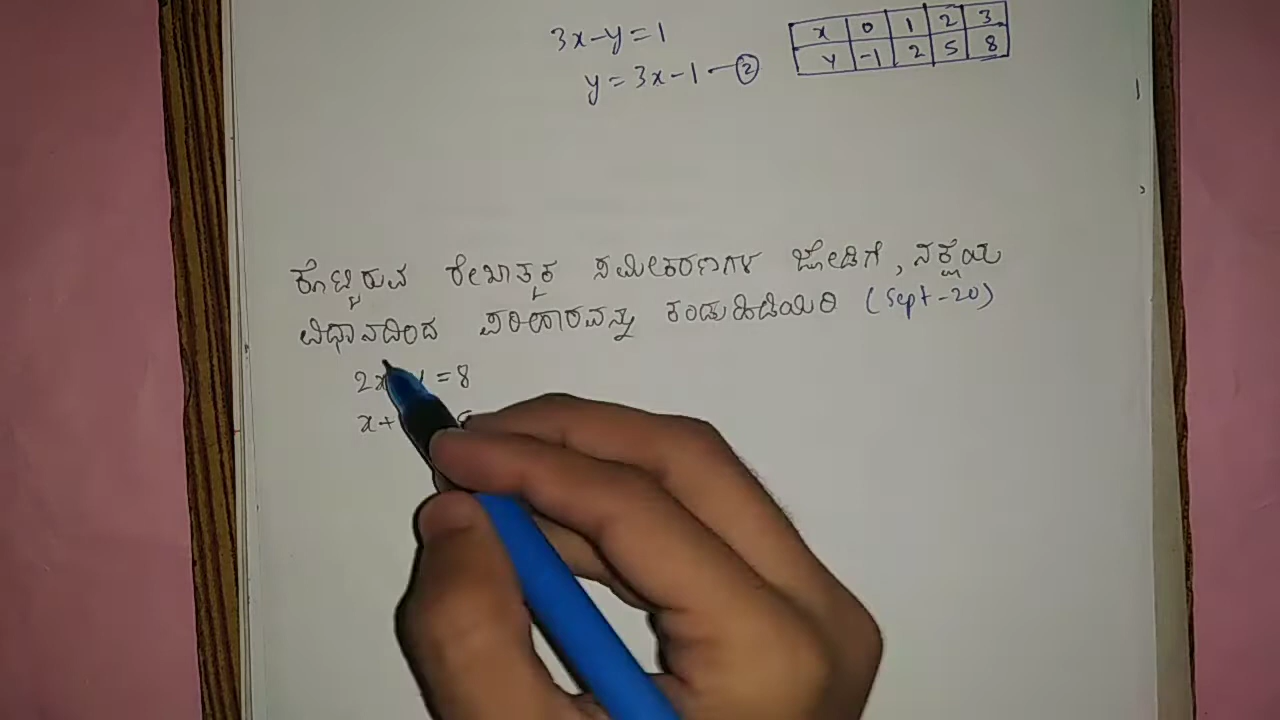 3x-y=1
y=3x-1 — ②
x 0 1 2 3
y -1 2 5 8
ಕೊಟ್ಟಿರುವ ರೇಖಾತ್ಮಕ ಸಮೀಕರಣಗಳ ಜೋಡಿಗೆ, ನಕ್ಷೆಯ
ವಿಧಾನದಿಂದ ಪರಿಹಾರವನ್ನು ಕಂಡುಹಿಡಿಯಿರಿ (Sept-20)
2x =8
x+